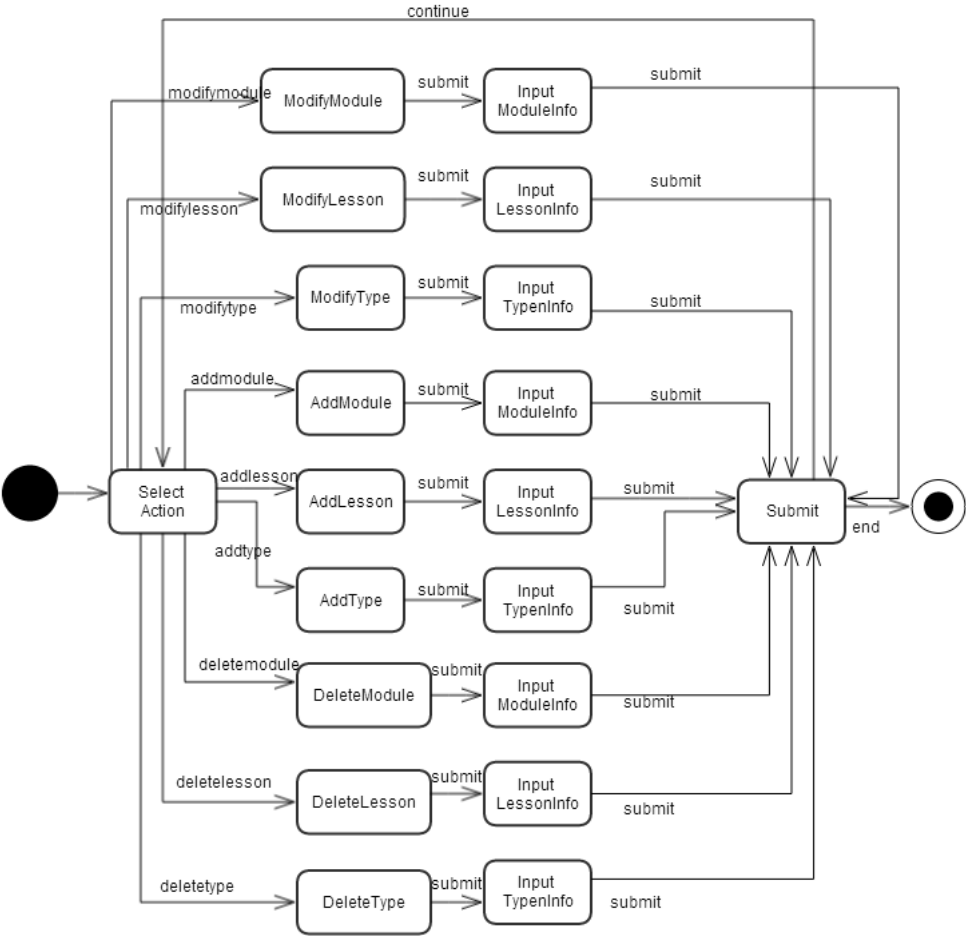 continue
modifymodule
ModifyModule
submit
Input
ModuleInfo
submit
modifylesson
ModifyLesson
submit
Input
LessonInfo
submit
modifytype
ModifyType
submit
Input
TypenInfo
submit
addmodule
AddModule
submit
Input
ModuleInfo
submit
Select
Action
addlesson
AddLesson
submit
Input
LessonInfo
submit
Submit
end
addtype
AddType
submit
Input
TypenInfo
submit
deletemodule
DeleteModule
submit
Input
ModuleInfo
submit
deletelesson
DeleteLesson
submit
Input
LessonInfo
submit
deletetype
DeleteType
submit
Input
TypenInfo
submit